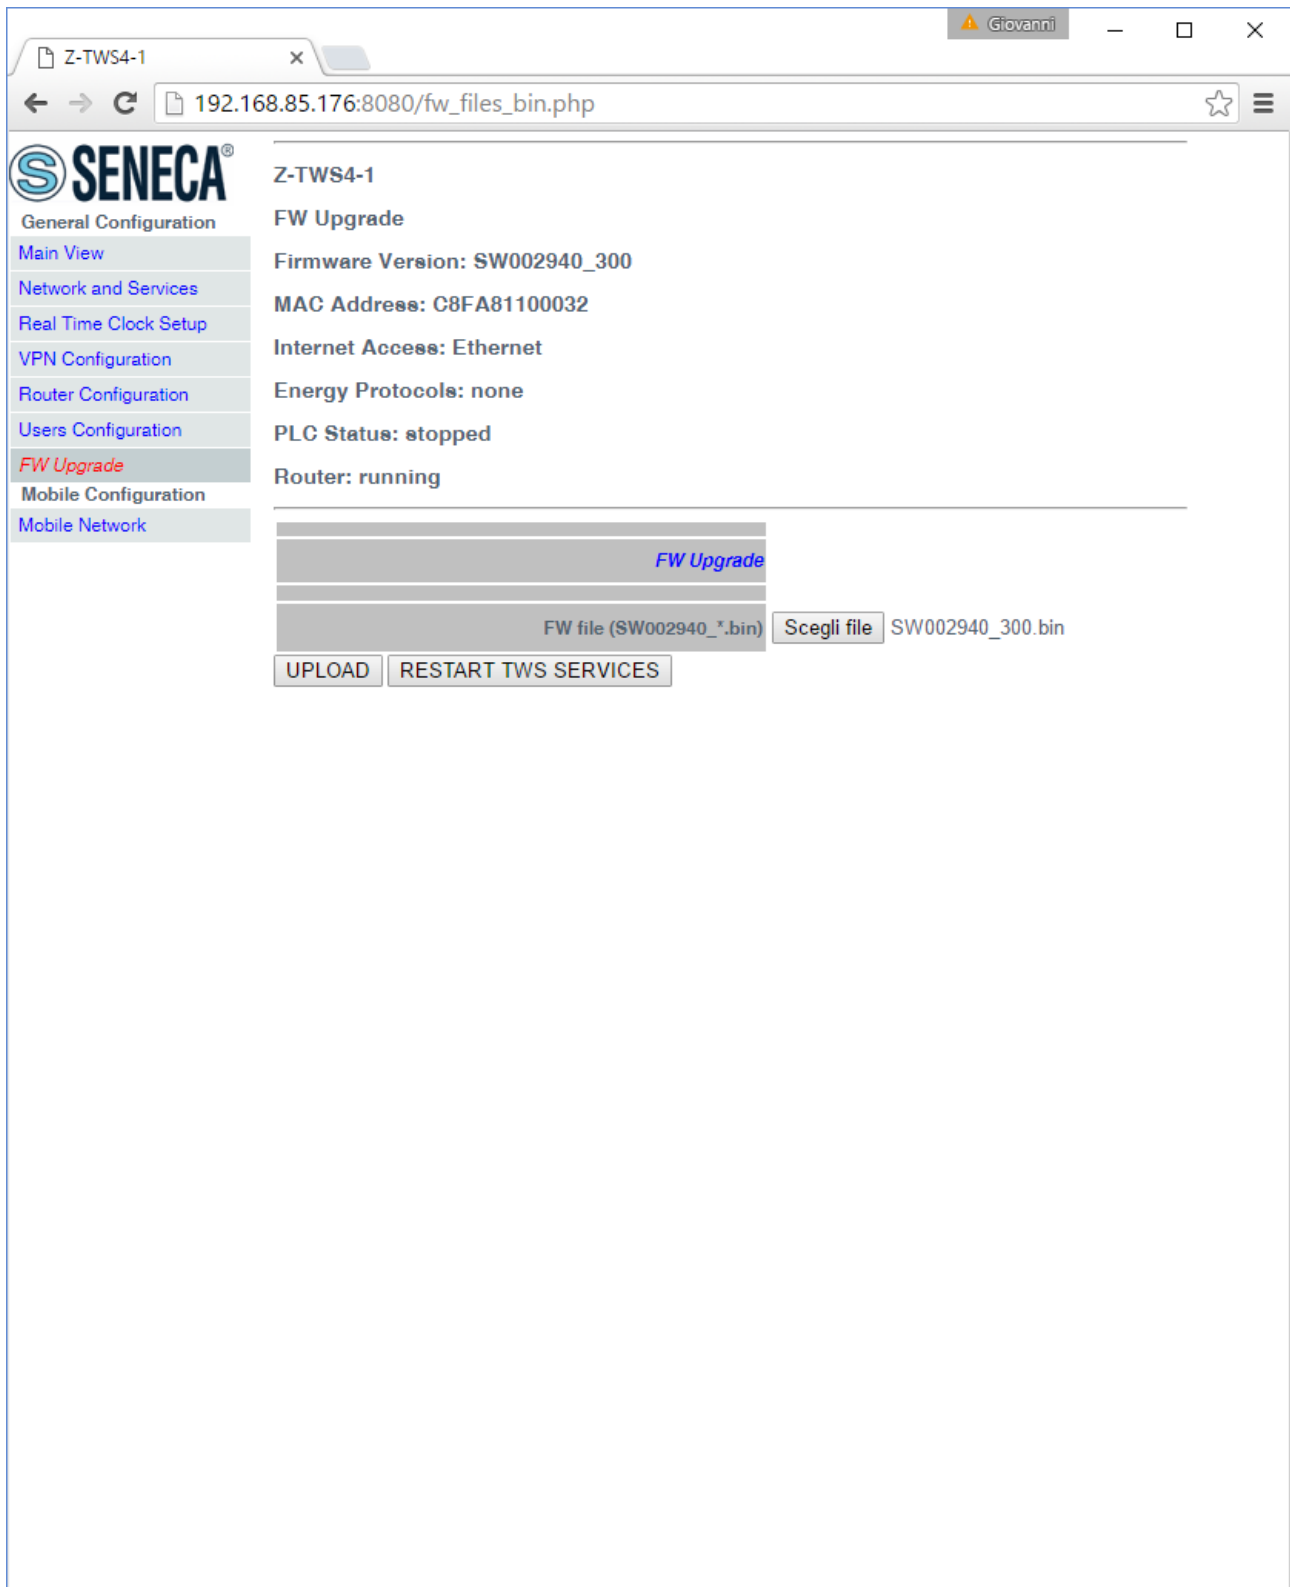 Giovanni
Z-TWS4-1
192.168.85.176:8080/fw_files_bin.php
S SENECA®
General Configuration
Main View
Network and Services
Real Time Clock Setup
VPN Configuration
Router Configuration
Users Configuration
FW Upgrade
Mobile Configuration
Mobile Network
Z-TWS4-1
FW Upgrade
Firmware Version: SW002940_300
MAC Address: C8FA81100032
Internet Access: Ethernet
Energy Protocols: none
PLC Status: stopped
Router: running
FW Upgrade
FW file (SW002940_*.bin) Scegli file SW002940_300.bin
UPLOAD RESTART TWS SERVICES